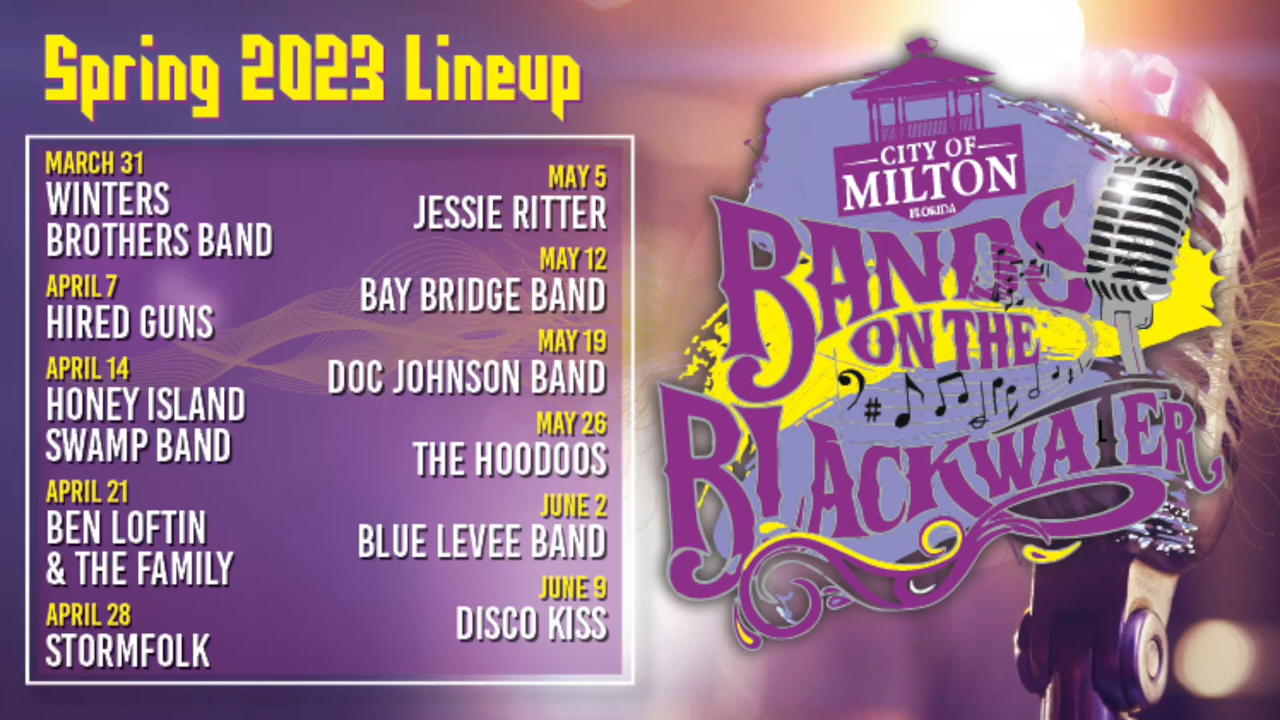 Spring 2023 Lineup
MARCH 31
WINTERS
BROTHERS BAND
APRIL 7
HIRED GUNS
APRIL 14
HONEY ISLAND
SWAMP BAND
APRIL 21
BEN LOFTIN
& THE FAMILY
APRIL 28
STORMFOLK
MAY 5
JESSIE RITTER
MAY 12
BAY BRIDGE BAND
MAY 19
DOC JOHNSON BAND
MAY 26
THE HOODOOS
JUNE 2
BLUE LEVEE BAND
JUNE 9
DISCO KISS
CITY OF
MILTON
FLORIDA
BANDS
ON THE
BLACKWATER